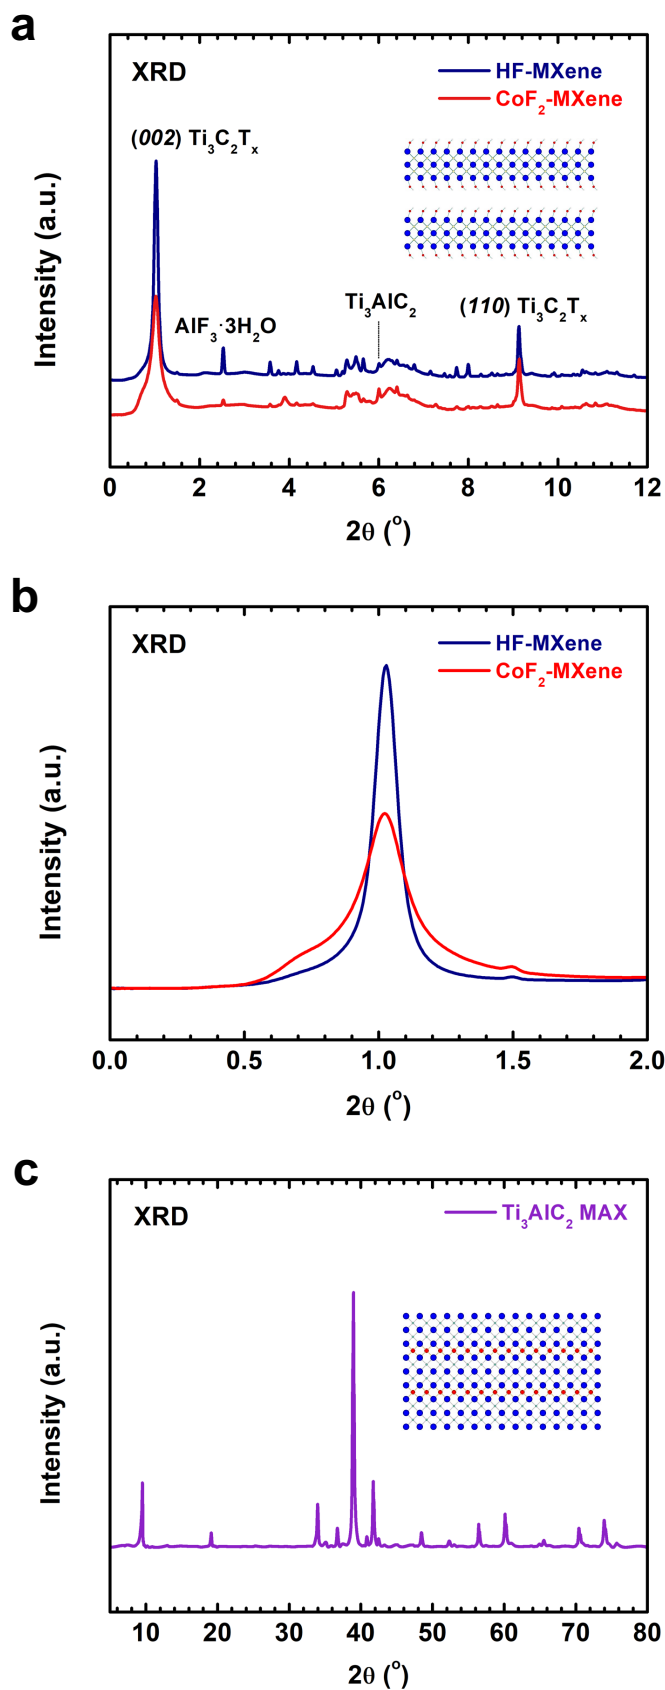 a
XRD
HF-MXene
CoF₂-MXene
(002) Ti₃C₂Tₓ
AlF₃·3H₂O
Ti₃AlC₂
(110) Ti₃C₂Tₓ
Intensity (a.u.)
0 2 4 6 8 10 12
2θ (°)
b
XRD
HF-MXene
CoF₂-MXene
Intensity (a.u.)
0.0 0.5 1.0 1.5 2.0
2θ (°)
c
XRD
Ti₃AlC₂ MAX
Intensity (a.u.)
10 20 30 40 50 60 70 80
2θ (°)